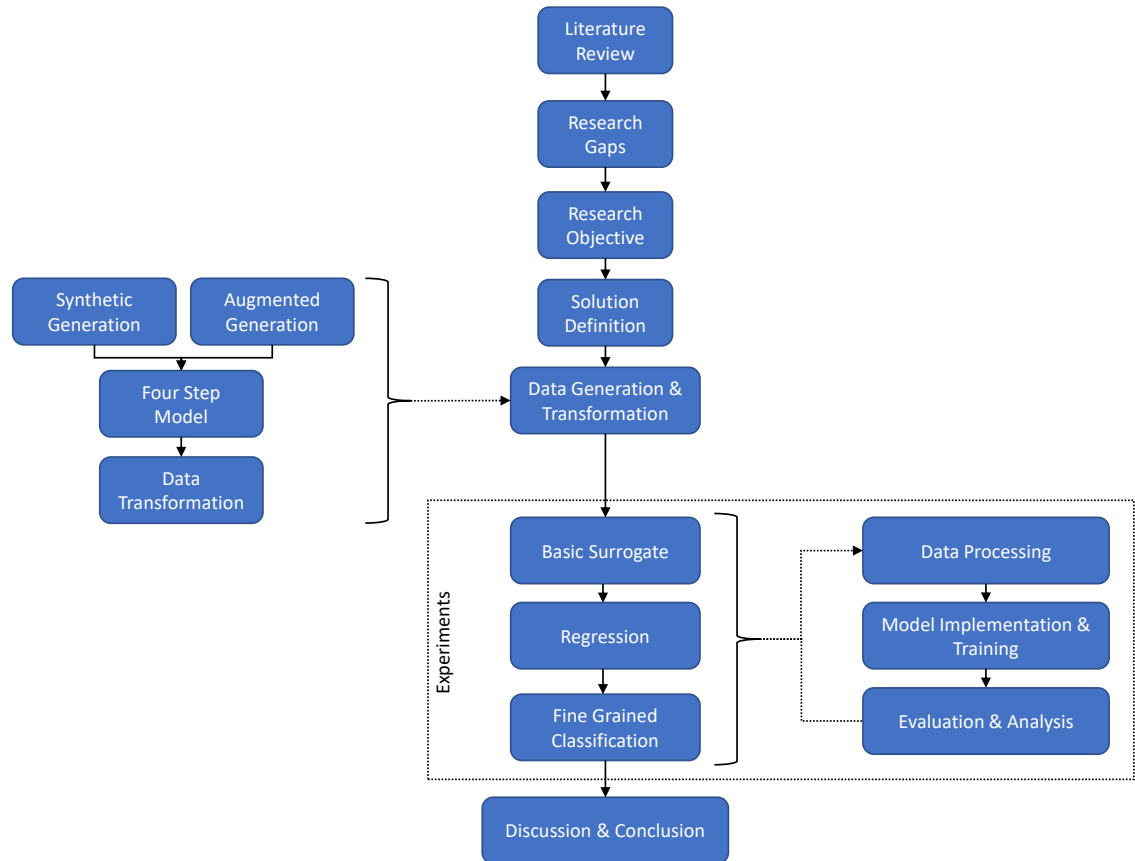 Literature
Review
Research
Gaps
Research
Objective
Solution
Definition
Synthetic
Generation
Augmented
Generation
Four Step
Model
Data
Transformation
Data Generation &
Transformation
Experiments
Basic Surrogate
Regression
Fine Grained
Classification
Data Processing
Model Implementation &
Training
Evaluation & Analysis
Discussion & Conclusion